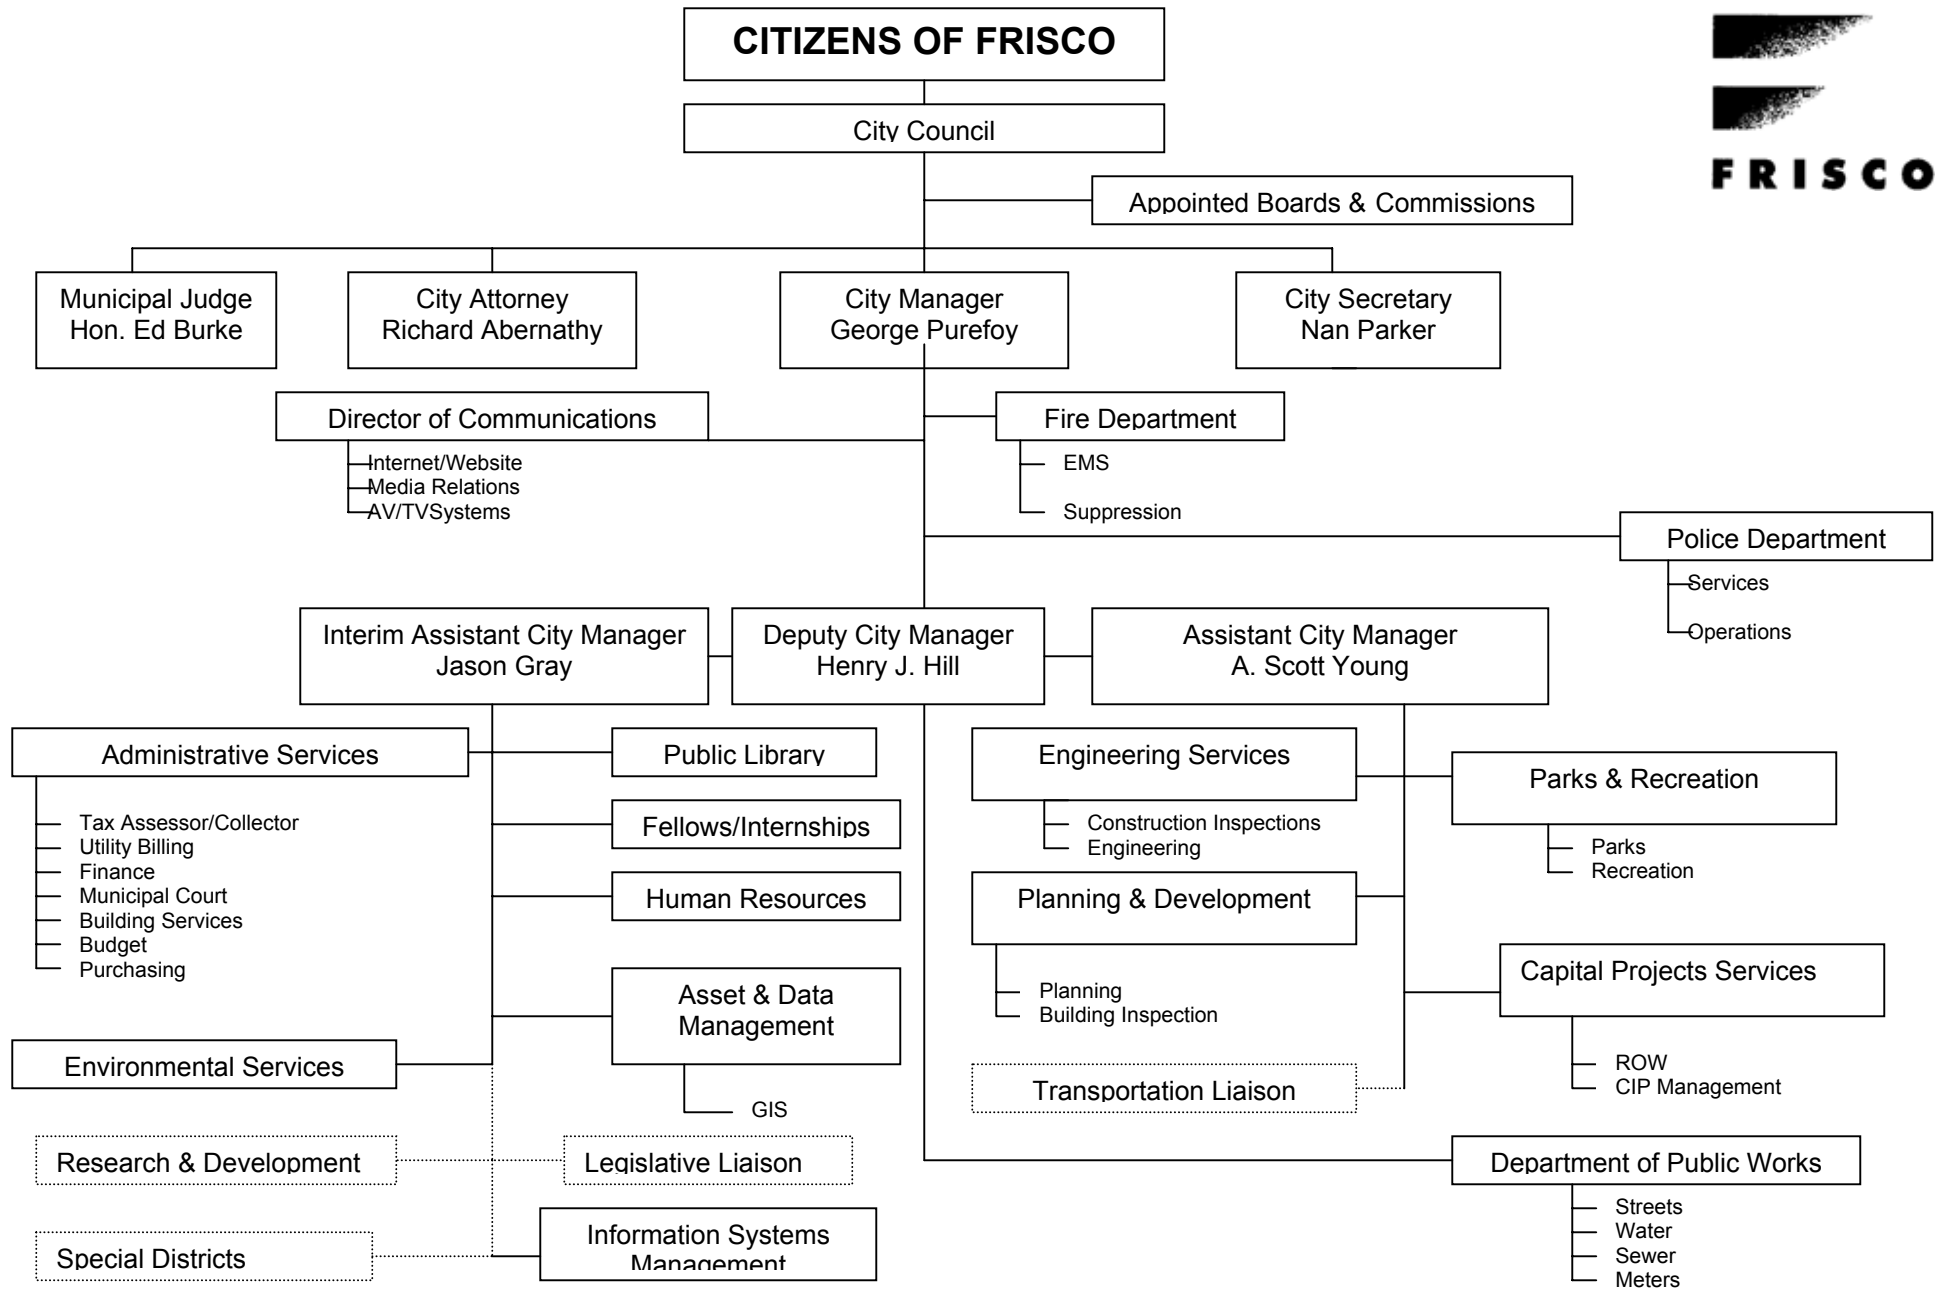 CITIZENS OF FRISCO
City Council
FRISCO
Appointed Boards & Commissions
Municipal Judge
Hon. Ed Burke
City Attorney
Richard Abernathy
City Manager
George Purefoy
City Secretary
Nan Parker
Director of Communications
Internet/Website
Media Relations
AV/TVSystems
Fire Department
EMS
Suppression
Police Department
Services
Operations
Interim Assistant City Manager
Jason Gray
Deputy City Manager
Henry J. Hill
Assistant City Manager
A. Scott Young
Administrative Services
Tax Assessor/Collector
Utility Billing
Finance
Municipal Court
Building Services
Budget
Purchasing
Public Library
Fellows/Internships
Human Resources
Asset & Data
Management
GIS
Environmental Services
Research & Development
Legislative Liaison
Special Districts
Information Systems
Management
Engineering Services
Construction Inspections
Engineering
Parks & Recreation
Parks
Recreation
Planning & Development
Planning
Building Inspection
Capital Projects Services
ROW
CIP Management
Transportation Liaison
Department of Public Works
Streets
Water
Sewer
Meters